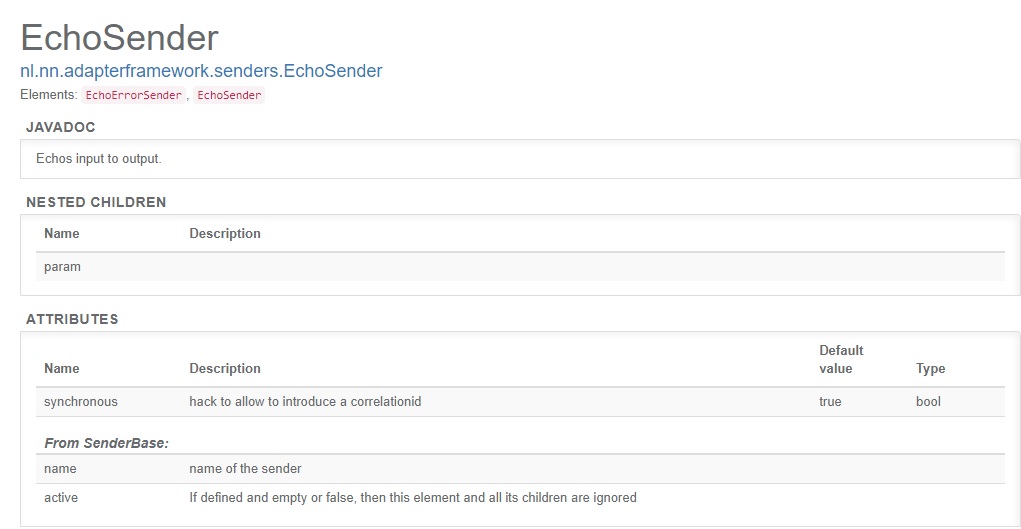 EchoSender
nl.nn.adapterframework.senders.EchoSender
Elements: EchoErrorSender , EchoSender
JAVADOC
Echos input to output.
NESTED CHILDREN
Name Description
param
ATTRIBUTES
Name Description Default value Type
synchronous hack to allow to introduce a correlationid true bool
From SenderBase:
name name of the sender
active If defined and empty or false, then this element and all its children are ignored